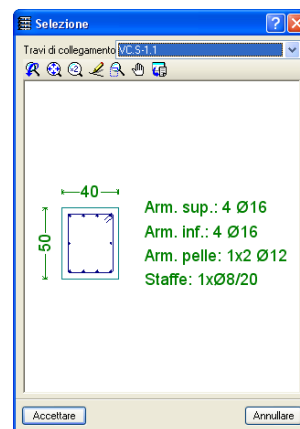 Selezione
Travi di collegamento VC.S-1.1
40
50
Arm. sup.: 4 Ø16
Arm. inf.: 4 Ø16
Arm. pelle: 1x2 Ø12
Staffe: 1xØ8/20
Accettare
Annullare